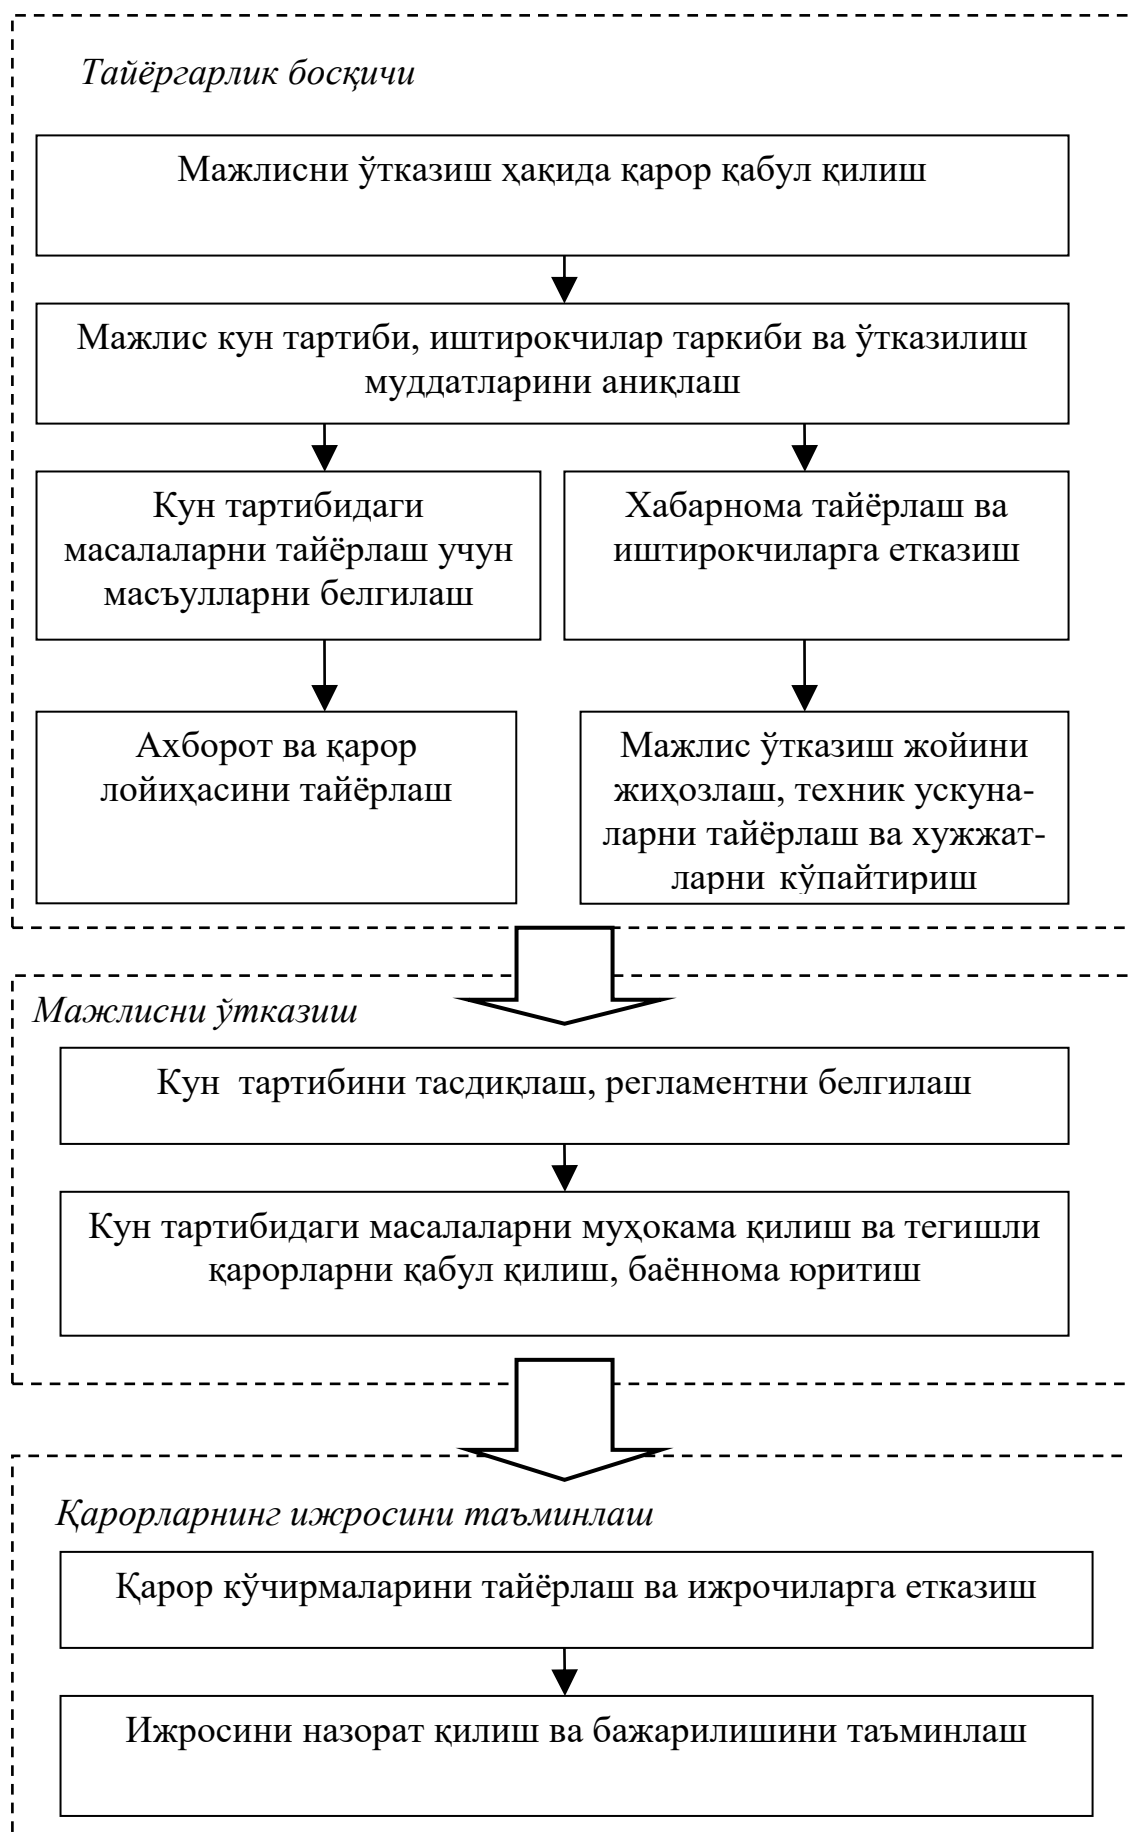 Тайёргарлик босқичи
Мажлисни ўтказиш ҳақида қарор қабул қилиш
Мажлис кун тартиби, иштирокчилар таркиби ва ўтказилиш
муддатларини аниқлаш
Кун тартибидаги
масалаларни тайёрлаш учун
масъулларни белгилаш
Хабарнома тайёрлаш ва
иштирокчиларга етказиш
Ахборот ва қарор
лойиҳасини тайёрлаш
Мажлис ўтказиш жойини
жиҳозлаш, техник ускуна-
ларни тайёрлаш ва хужжат-
ларни кўпайтириш
Мажлисни ўтказиш
Кун тартибини тасдиқлаш, регламентни белгилаш
Кун тартибидаги масалаларни муҳокама қилиш ва тегишли
қарорларни қабул қилиш, баённома юритиш
Қарорларнинг ижросини таъминлаш
Қарор кўчирмаларини тайёрлаш ва ижрочиларга етказиш
Ижросини назорат қилиш ва бажарилишини таъминлаш